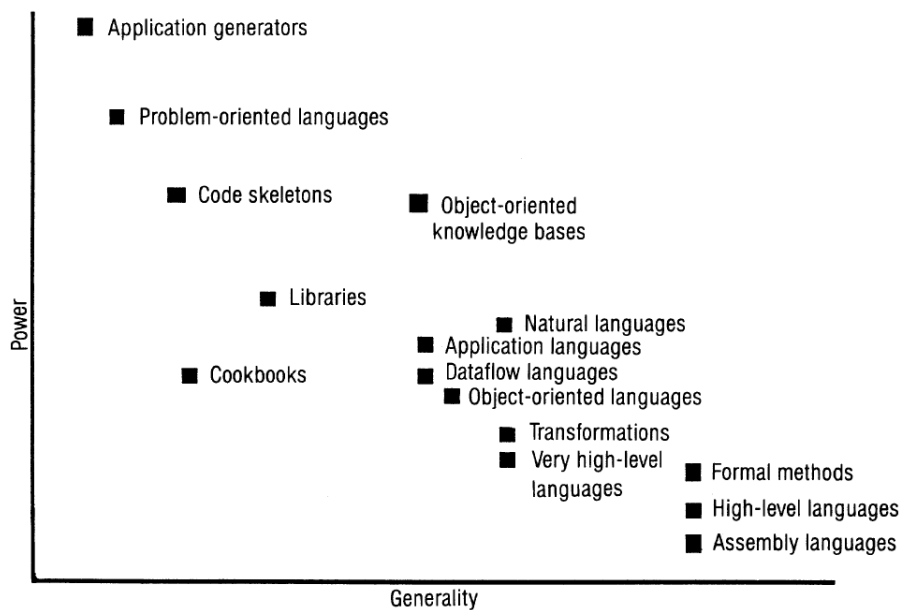 Application generators
Problem-oriented languages
Code skeletons
Object-oriented
knowledge bases
Libraries
Natural languages
Application languages
Cookbooks
Dataflow languages
Object-oriented languages
Transformations
Very high-level
languages
Formal methods
High-level languages
Assembly languages
Power
Generality